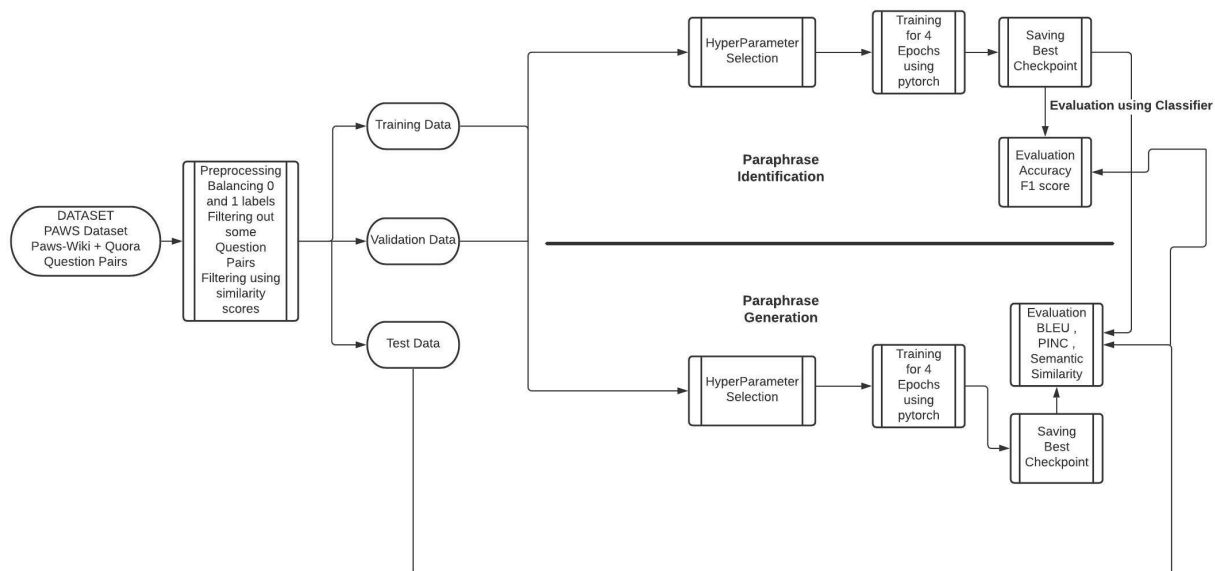 DATASET
PAWS Dataset
Paws-Wiki + Quora
Question Pairs
Preprocessing
Balancing 0
and 1 labels
Filtering out
some
Question
Pairs
Filtering using
similarity
scores
Training Data
Validation Data
Test Data
HyperParameter
Selection
Training
for 4
Epochs
using
pytorch
Saving
Best
Checkpoint
Evaluation using Classifier
Evaluation
Accuracy
F1 score
Paraphrase
Identification
Paraphrase
Generation
HyperParameter
Selection
Training
for 4
Epochs
using
pytorch
Saving
Best
Checkpoint
Evaluation
BLEU ,
PINC ,
Semantic
Similarity